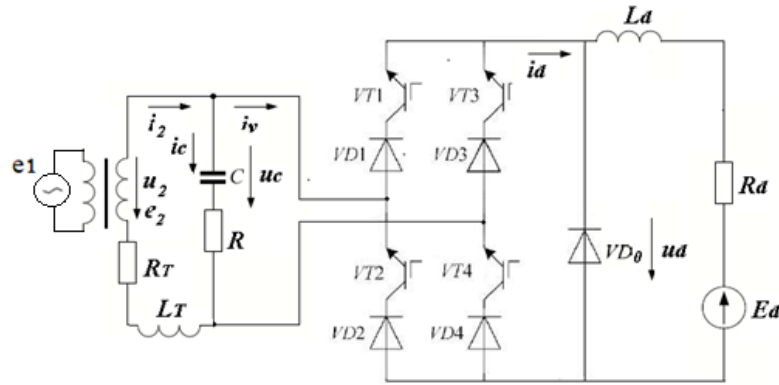 Ld
id
VT1
VT3
i2
iv
ic
e1
VD1
VD3
u2
C
uc
e2
Rd
R
RT
VT2
VT4
VD0
ud
LT
Ed
VD2
VD4